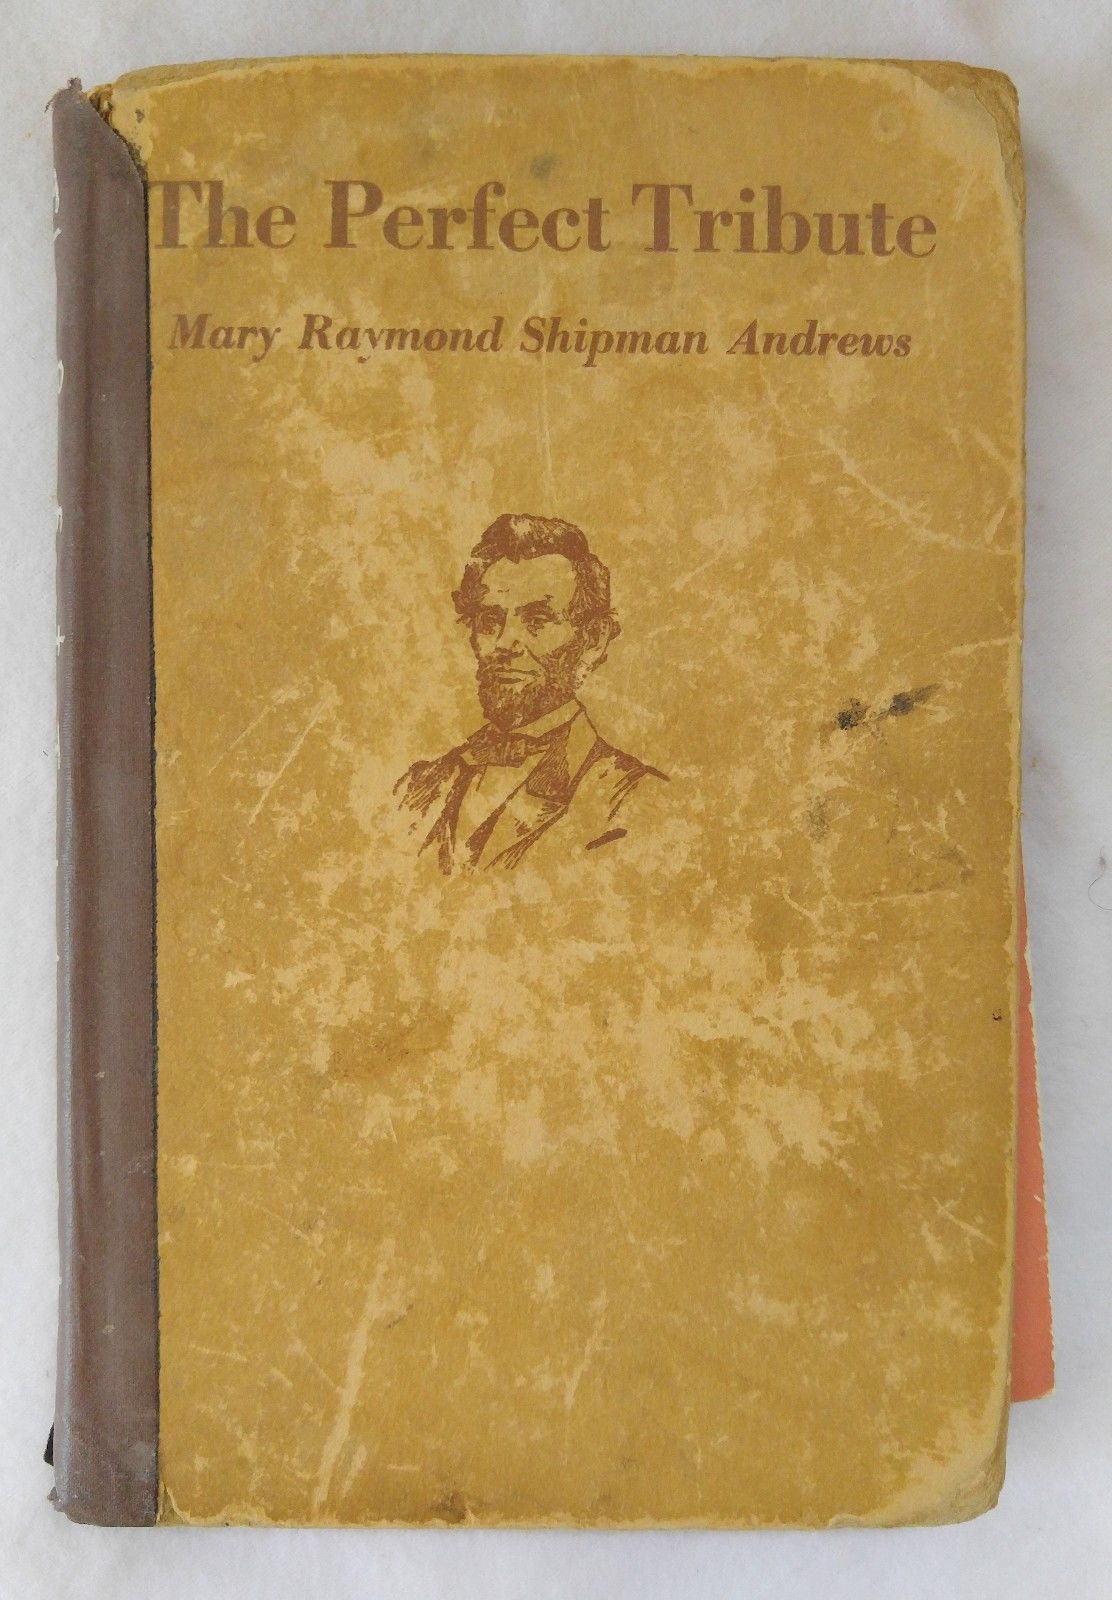 The Perfect Tribute
Mary Raymond Shipman Andrews